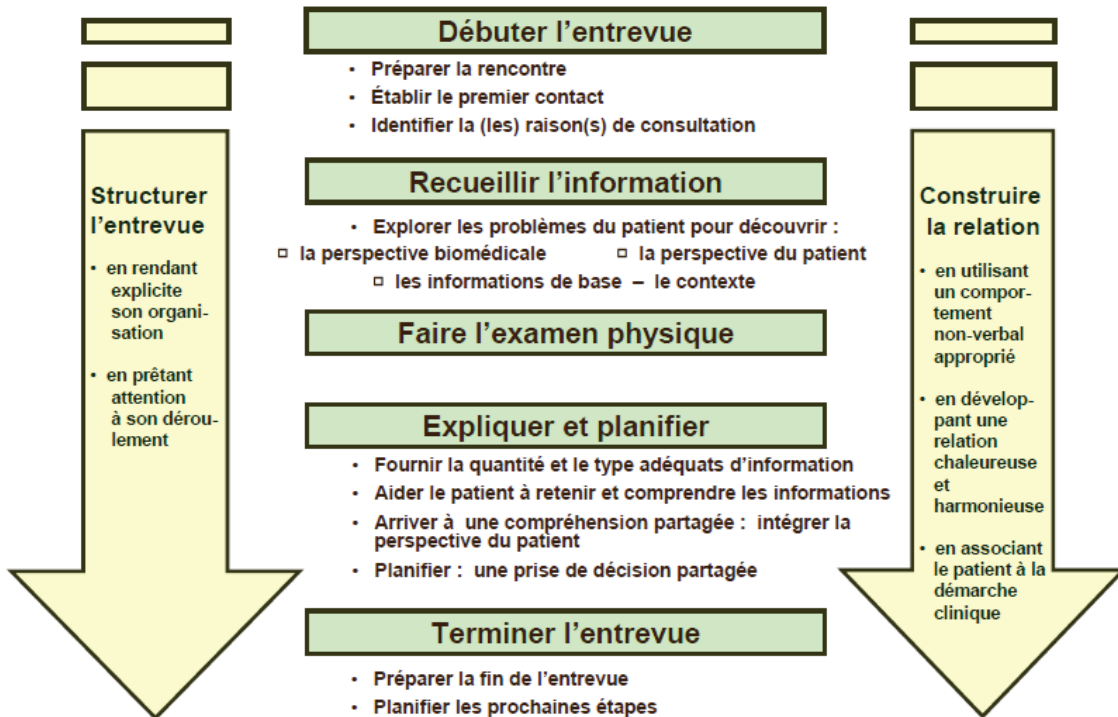 Débuter l'entrevue
• Préparer la rencontre
• Établir le premier contact
• Identifier la (les) raison(s) de consultation
Recueillir l'information
• Explorer les problèmes du patient pour découvrir :
▫ la perspective biomédicale ▫ la perspective du patient
▫ les informations de base – le contexte
Faire l'examen physique
Expliquer et planifier
• Fournir la quantité et le type adéquats d'information
• Aider le patient à retenir et comprendre les informations
• Arriver à une compréhension partagée : intégrer la
perspective du patient
• Planifier : une prise de décision partagée
Terminer l'entrevue
• Préparer la fin de l'entrevue
• Planifier les prochaines étapes
Structurer
l'entrevue
• en rendant
explicite
son organi-
sation
• en prêtant
attention
à son dérou-
lement
Construire
la relation
• en utilisant
un compor-
tement
non-verbal
approprié
• en dévelop-
pant une
relation
chaleureuse
et
harmonieuse
• en associant
le patient à la
démarche
clinique